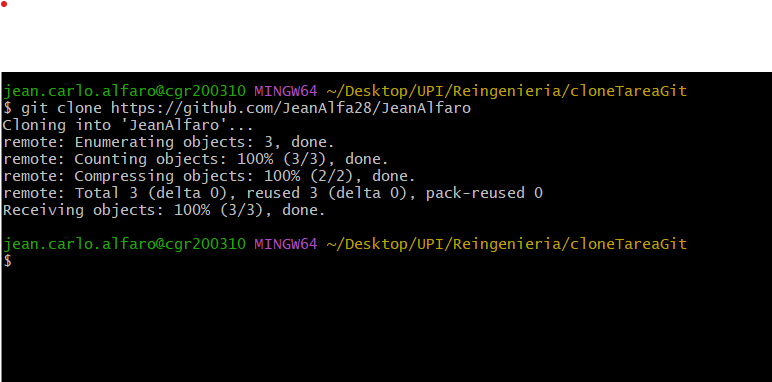 jean.carlo.alfaro@cgr200310 MINGW64 ~/Desktop/UPI/Reingenieria/cloneTareaGit
$ git clone https://github.com/JeanAlfa28/JeanAlfaro
Cloning into 'JeanAlfaro'...
remote: Enumerating objects: 3, done.
remote: Counting objects: 100% (3/3), done.
remote: Compressing objects: 100% (2/2), done.
remote: Total 3 (delta 0), reused 3 (delta 0), pack-reused 0
Receiving objects: 100% (3/3), done.
jean.carlo.alfaro@cgr200310 MINGW64 ~/Desktop/UPI/Reingenieria/cloneTareaGit
$